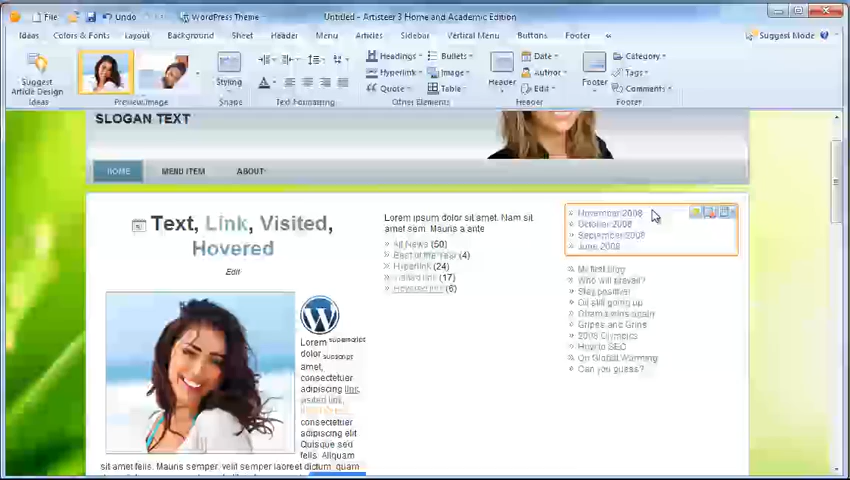 File
Undo
WordPress Theme
Untitled - Artisteer 3 Home and Academic Edition
Ideas Colors & Fonts Layout Background Sheet Header Menu Articles Sidebar Vertical Menu Buttons Footer
Suggest Mode
Suggest
Article Design
Ideas
Preview Image
Styling
Shape
Text Formatting
Headings
Hyperlink
Quote
Bullets
Image
Table
Other Elements
Header
Date
Author
Edit
Header
Footer
Category
Tags
Comments
Footer
SLOGAN TEXT
HOME MENU ITEM ABOUT
Text, Link, Visited,
Hovered
Edit
Lorem
superscript
dolor
subscript
amet,
consectetuer
adipiscing link,
visited link,
consectetuer
adipiscing elit.
Quisque sed
felis. Aliquam
sit amet felis. Mauris semper, velit semper laoreet dictum, quam
Lorem ipsum dolor sit amet. Nam sit
sem. Mauris a ante
All News (50)
Best of the Year (4)
Hyperlink (24)
Visited link (17)
Hovered link (6)
November 2008
October 2008
September 2008
June 2008
My first blog
Who will prevail?
Stay positive!
Oil still going up
Obama wins again
Gripes and Grins
2008 Olympics
How to SEO
On Global Warming
Can you guess?